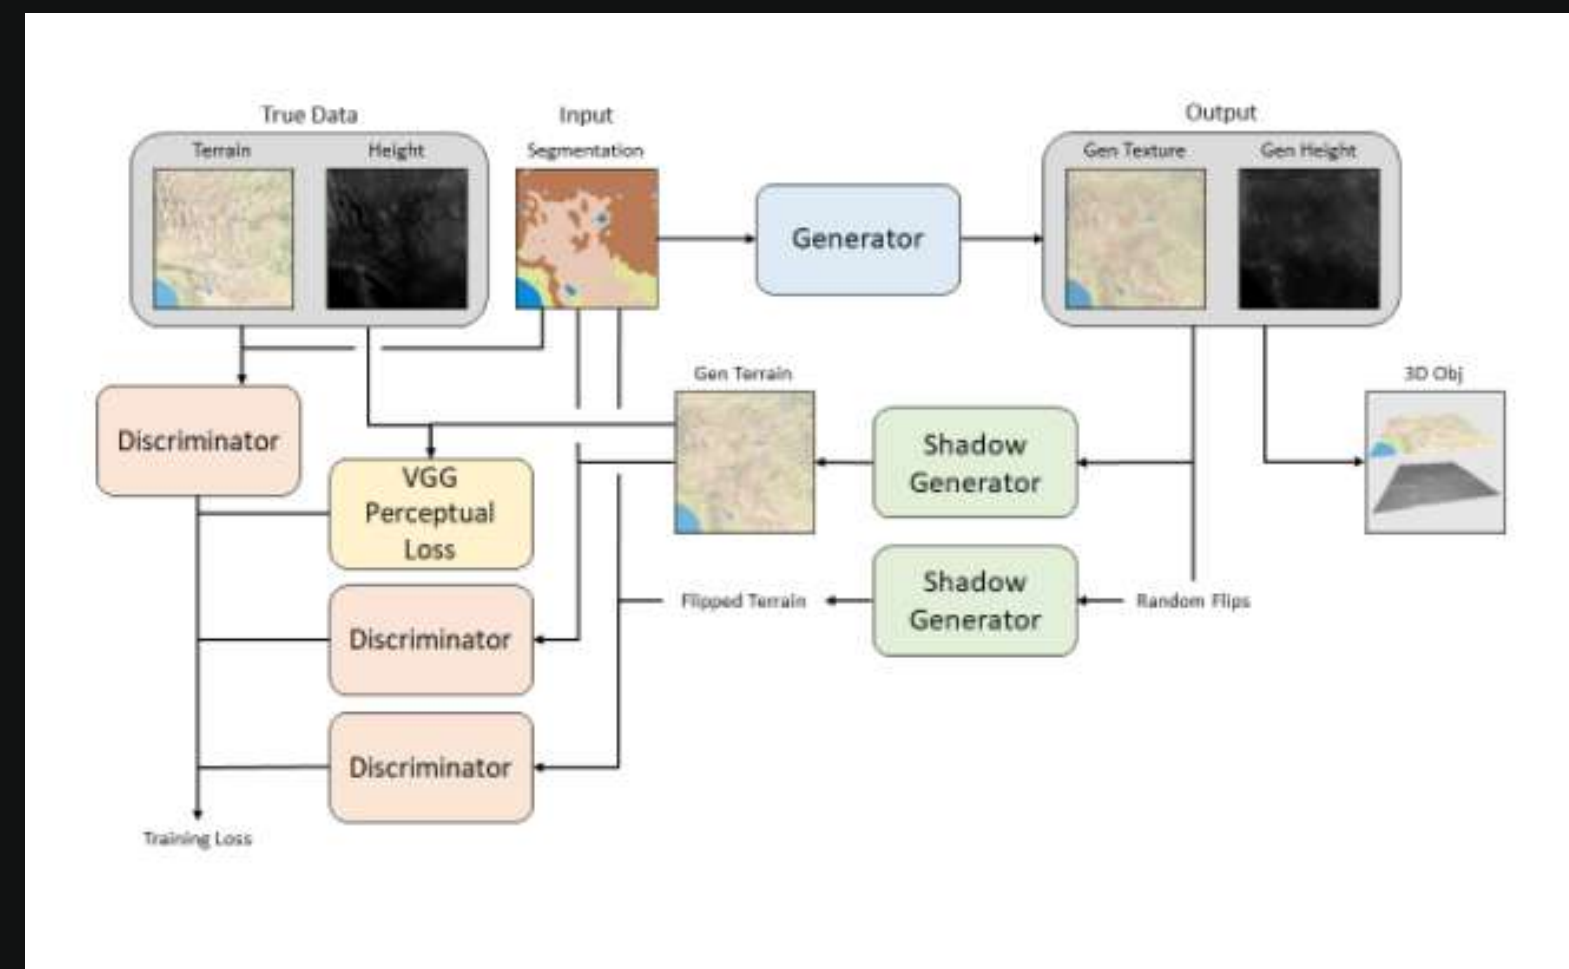 True Data
Input
Output
Terrain
Height
Segmentation
Gen Texture
Gen Height
Generator
Gen Terrain
3D Obj
Discriminator
Shadow
Generator
VGG
Perceptual
Loss
Shadow
Generator
Flipped Terrain
Random Flips
Discriminator
Discriminator
Training Loss